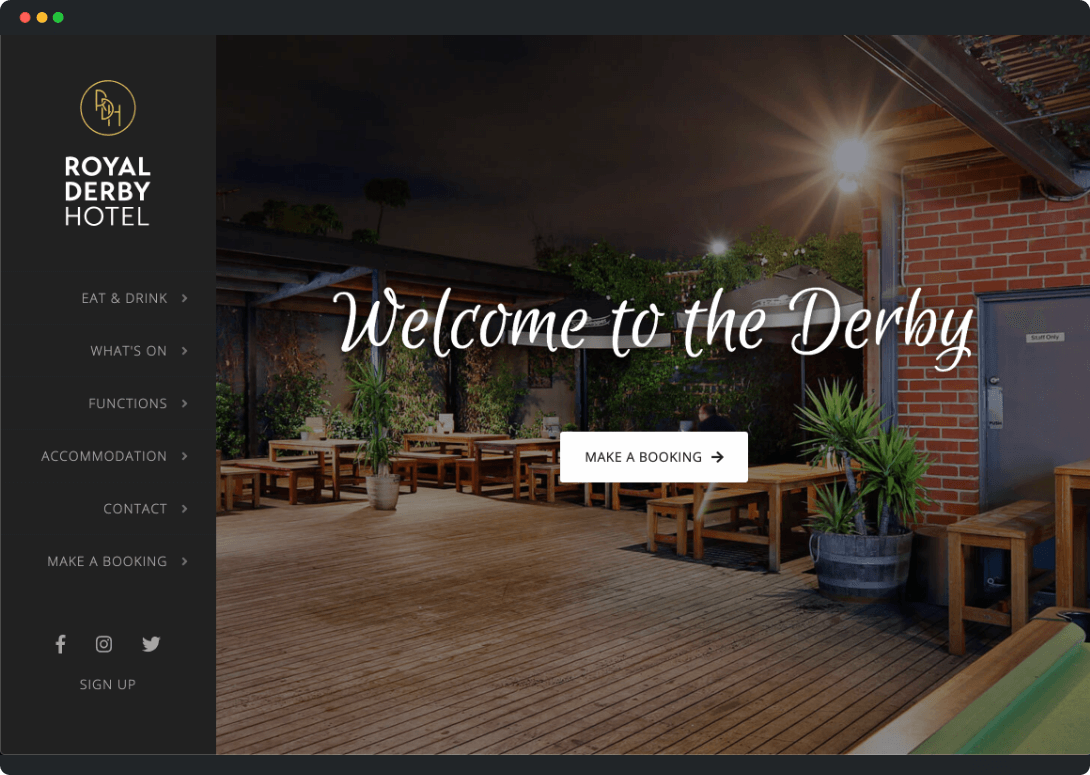 RDH
ROYAL
DERBY
HOTEL
EAT & DRINK
WHAT'S ON
FUNCTIONS
ACCOMMODATION
CONTACT
MAKE A BOOKING
SIGN UP
Welcome to the Derby
Staff Only
MAKE A BOOKING